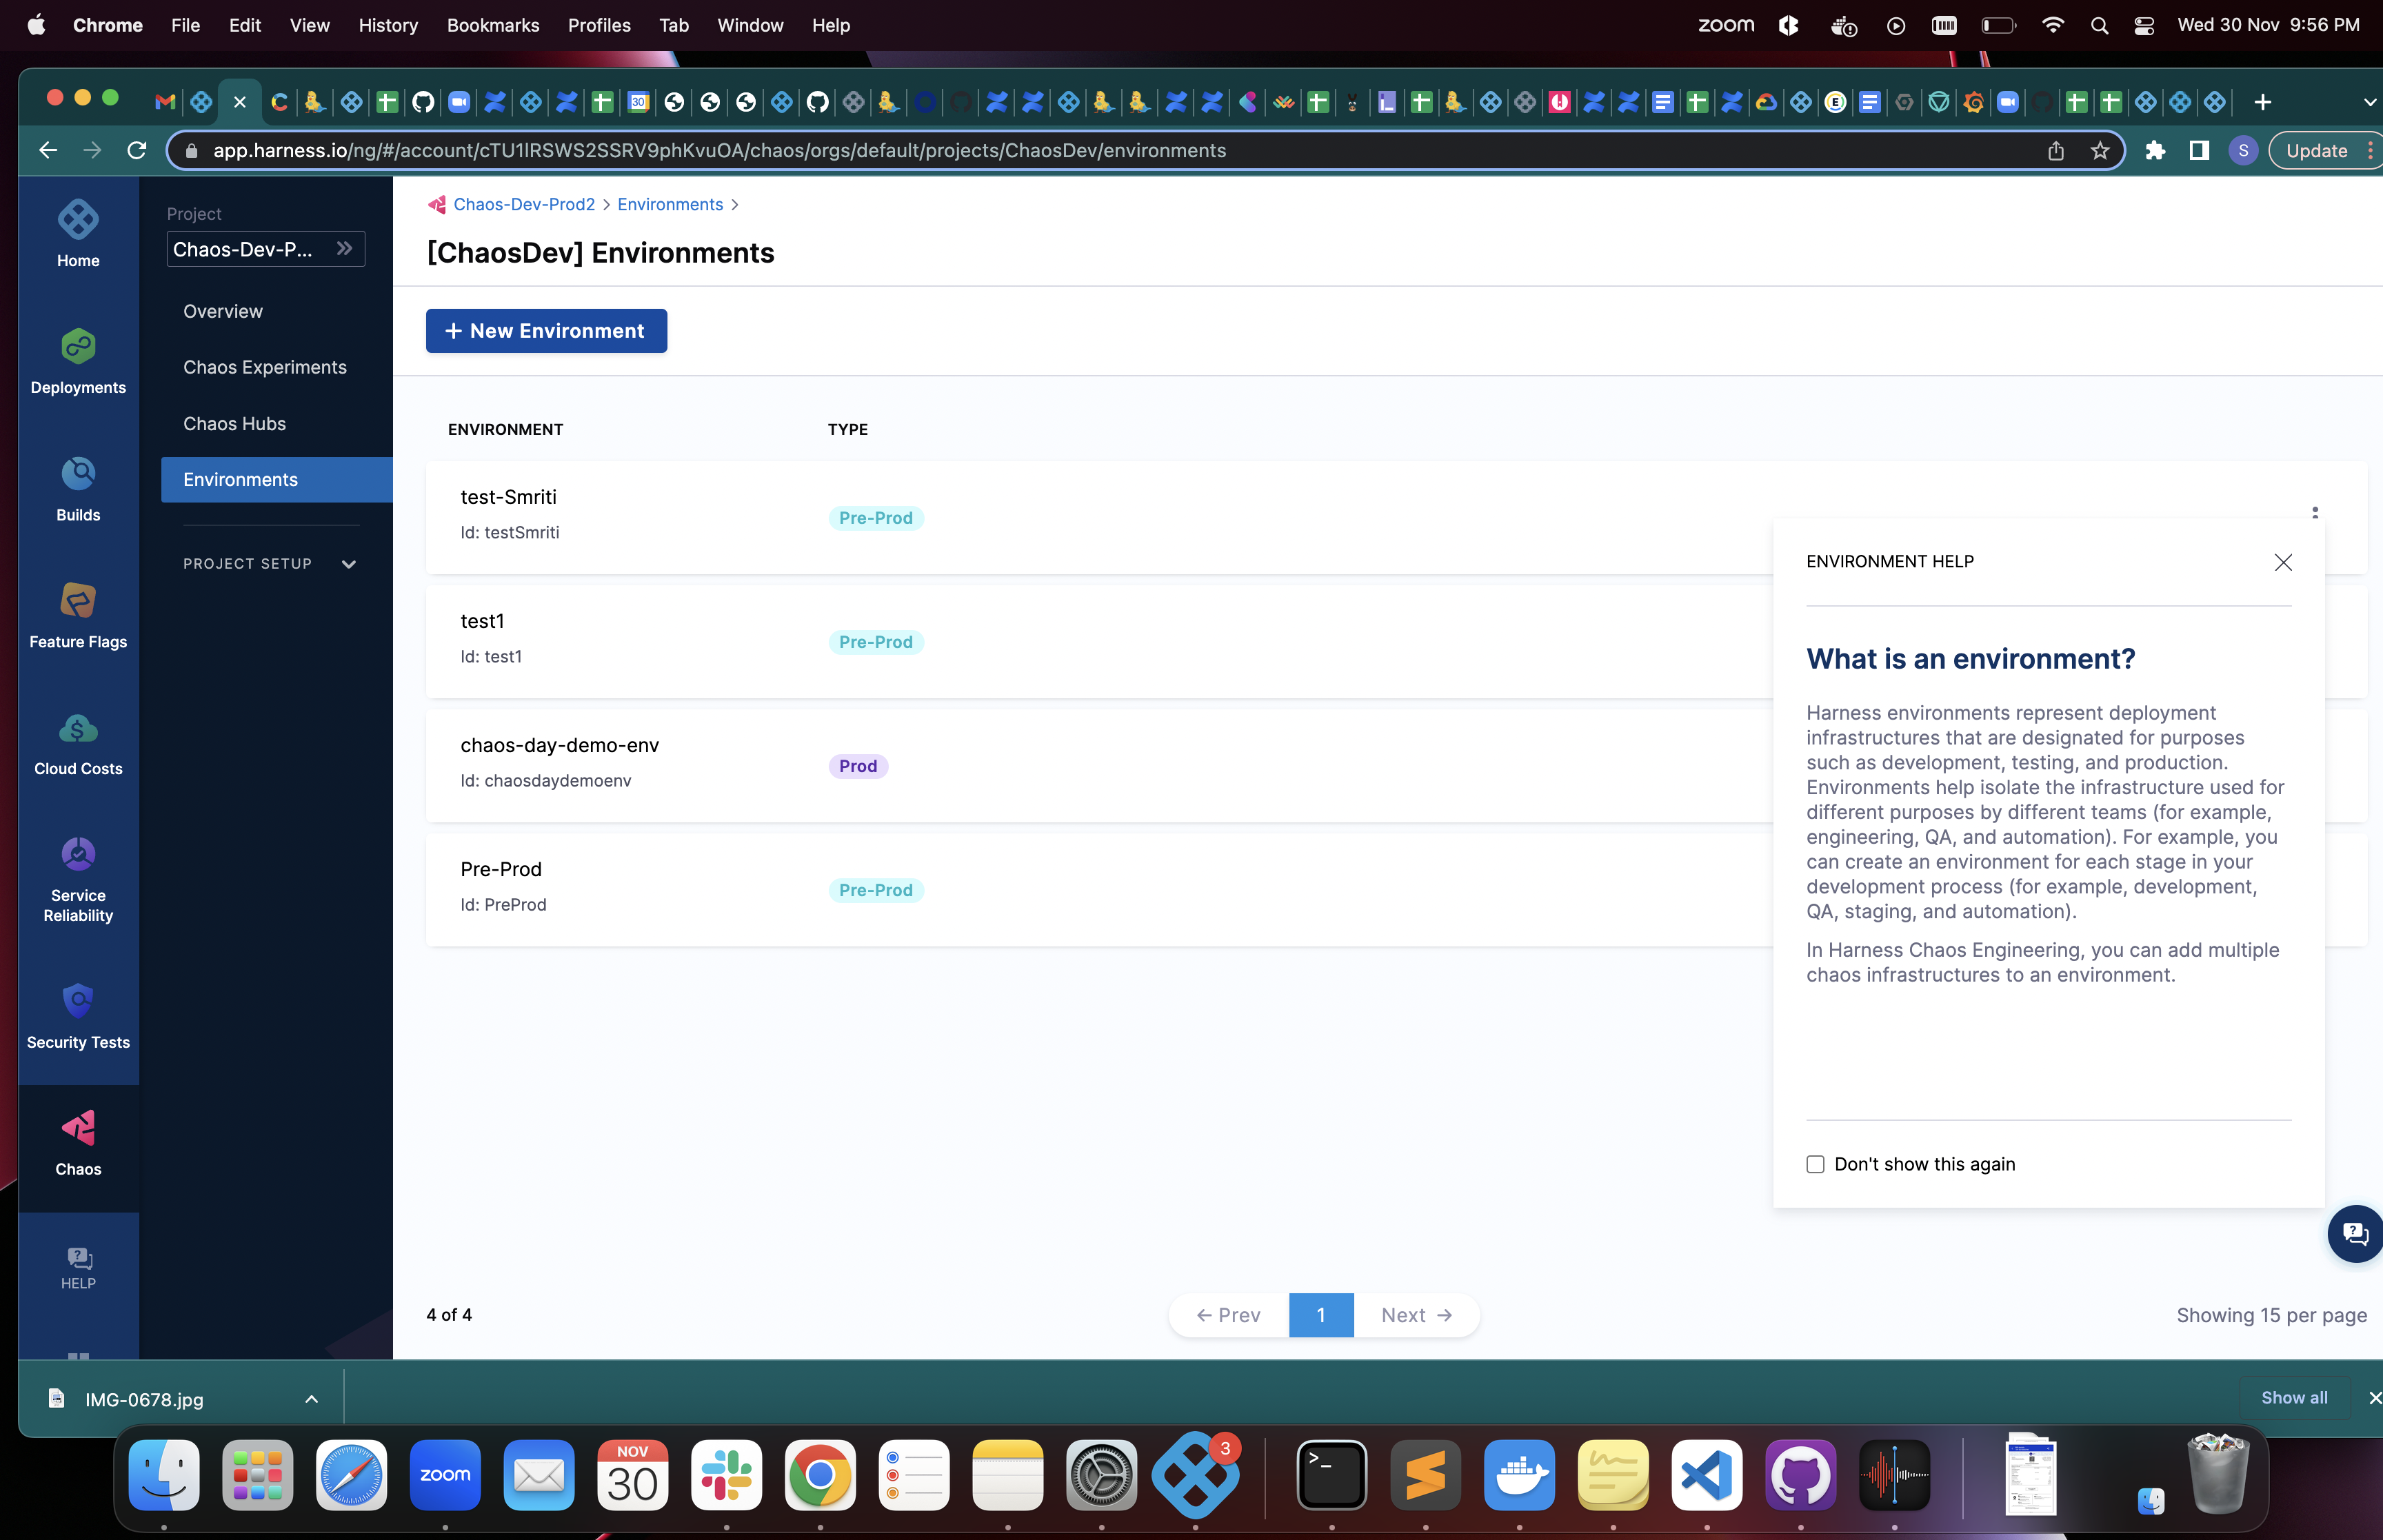 Chrome File Edit View History Bookmarks Profiles Tab Window Help
zoom Wed 30 Nov 9:56 PM
app.harness.io/ng/#/account/cTU1lRSWS2SSRV9phKvuOA/chaos/orgs/default/projects/ChaosDev/environments
S
Update
Home
Deployments
Builds
Feature Flags
Cloud Costs
Service
Reliability
Security Tests
Chaos
HELP
Project
Chaos-Dev-P...
Overview
Chaos Experiments
Chaos Hubs
Environments
PROJECT SETUP
Chaos-Dev-Prod2 > Environments >
[ChaosDev] Environments
+ New Environment
ENVIRONMENT TYPE
test-Smriti
Id: testSmriti
Pre-Prod
test1
Id: test1
Pre-Prod
chaos-day-demo-env
Id: chaosdaydemoenv
Prod
Pre-Prod
Id: PreProd
Pre-Prod
ENVIRONMENT HELP
What is an environment?
Harness environments represent deployment
infrastructures that are designated for purposes
such as development, testing, and production.
Environments help isolate the infrastructure used for
different purposes by different teams (for example,
engineering, QA, and automation). For example, you
can create an environment for each stage in your
development process (for example, development,
QA, staging, and automation).
In Harness Chaos Engineering, you can add multiple
chaos infrastructures to an environment.
Don't show this again
4 of 4
← Prev 1 Next →
Showing 15 per page
IMG-0678.jpg
Show all
zoom
NOV
30
3